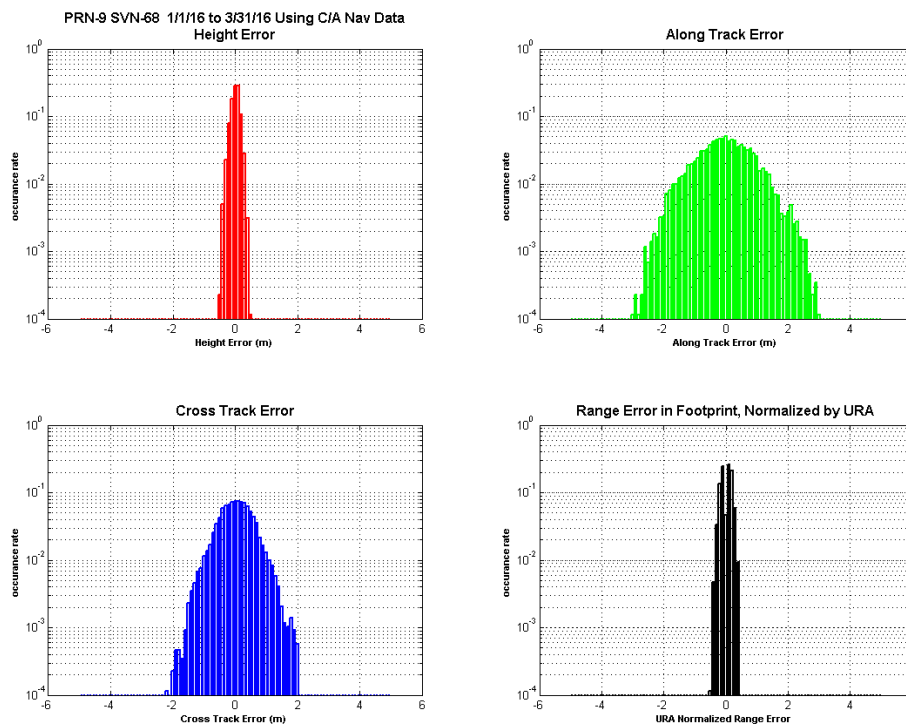 PRN-9 SVN-68 1/1/16 to 3/31/16 Using C/A Nav Data
Height Error
10^0
10^-1
10^-2
10^-3
10^-4
occurance rate
-6 -4 -2 0 2 4 6
Height Error (m)
Along Track Error
10^0
10^-1
10^-2
10^-3
10^-4
occurance rate
-6 -4 -2 0 2 4
Along Track Error (m)
Cross Track Error
10^0
10^-1
10^-2
10^-3
10^-4
occurance rate
-6 -4 -2 0 2 4 6
Cross Track Error (m)
Range Error in Footprint, Normalized by URA
10^0
10^-1
10^-2
10^-3
10^-4
occurance rate
-6 -4 -2 0 2 4
URA Normalized Range Error